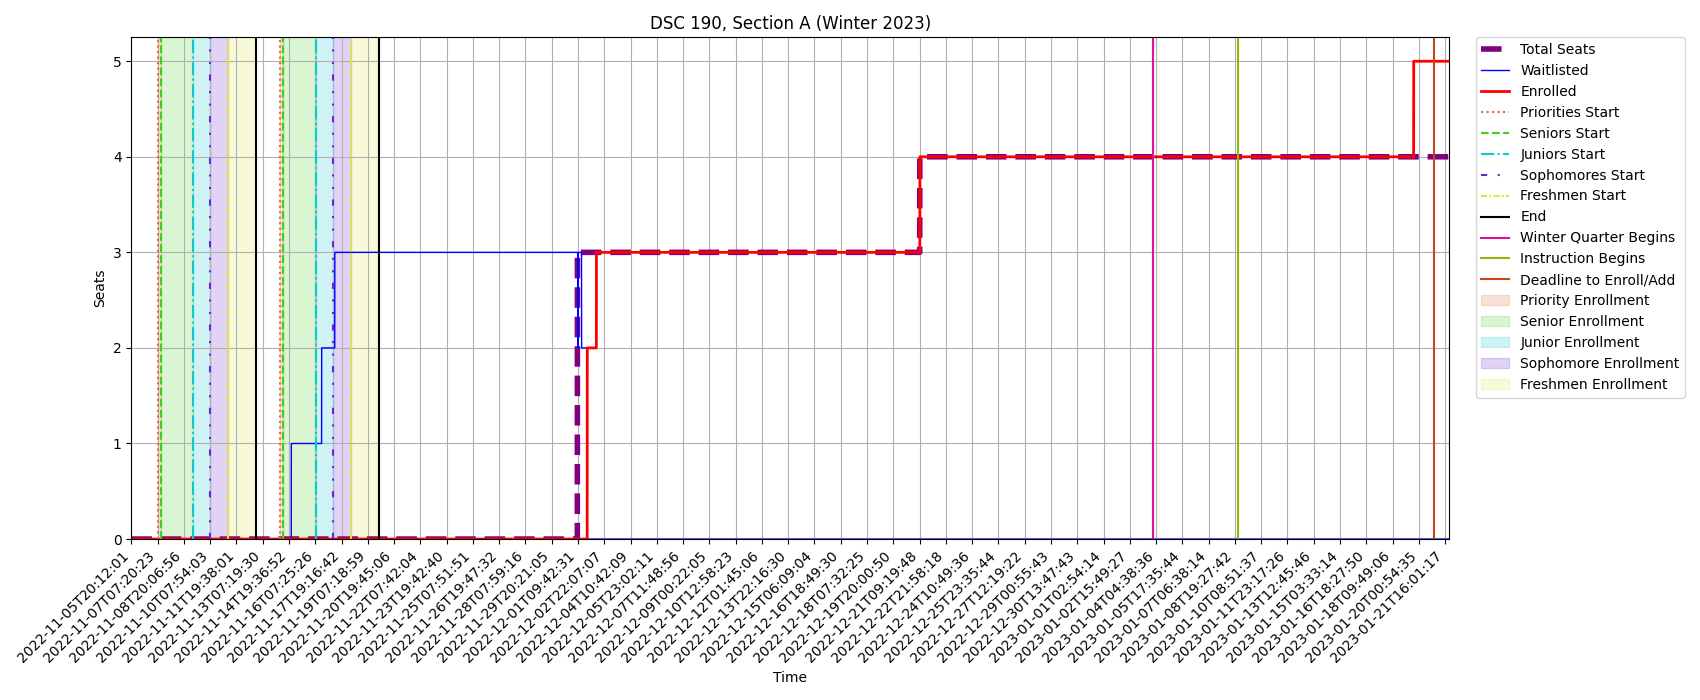 DSC 190, Section A (Winter 2023)
Seats
5
4
3
2
1
0
2022-11-05T20:12:01
2022-11-07T07:20:23
2022-11-08T20:06:56
2022-11-10T07:54:03
2022-11-11T19:38:01
2022-11-13T07:19:30
2022-11-14T19:36:52
2022-11-16T07:25:26
2022-11-17T19:16:42
2022-11-19T07:18:59
2022-11-20T19:45:06
2022-11-22T07:42:04
2022-11-23T19:42:40
2022-11-25T07:51:51
2022-11-26T19:47:32
2022-11-28T07:59:16
2022-11-29T20:21:05
2022-12-01T09:42:31
2022-12-02T22:07:07
2022-12-04T10:42:09
2022-12-05T23:02:11
2022-12-07T11:48:56
2022-12-09T00:22:05
2022-12-10T12:58:23
2022-12-12T01:45:06
2022-12-13T22:16:30
2022-12-15T06:09:04
2022-12-16T18:49:30
2022-12-18T07:32:25
2022-12-19T20:00:50
2022-12-21T09:19:48
2022-12-22T21:58:18
2022-12-24T10:49:36
2022-12-25T23:35:44
2022-12-27T12:19:22
2022-12-29T00:55:43
2022-12-30T13:47:43
2023-01-01T02:54:14
2023-01-02T15:49:27
2023-01-04T04:38:36
2023-01-05T17:35:44
2023-01-07T06:38:14
2023-01-08T19:27:42
2023-01-10T08:51:37
2023-01-11T23:17:26
2023-01-13T12:45:46
2023-01-15T03:33:14
2023-01-16T18:27:50
2023-01-18T09:49:06
2023-01-20T00:54:35
2023-01-21T16:01:17
Time
Total Seats
Waitlisted
Enrolled
Priorities Start
Seniors Start
Juniors Start
Sophomores Start
Freshmen Start
End
Winter Quarter Begins
Instruction Begins
Deadline to Enroll/Add
Priority Enrollment
Senior Enrollment
Junior Enrollment
Sophomore Enrollment
Freshmen Enrollment